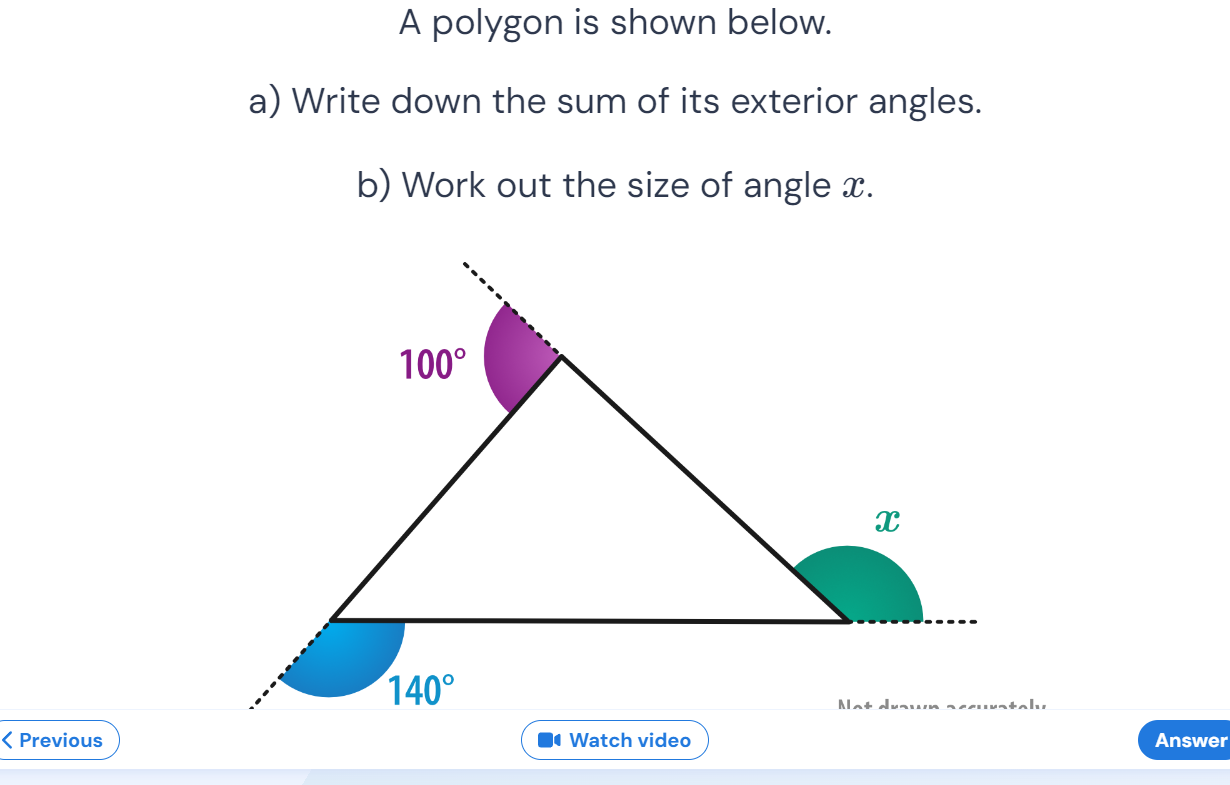 A polygon is shown below.
a) Write down the sum of its exterior angles.
b) Work out the size of angle x.
100°
x
140°
Not drawn accurately
Previous
Watch video
Answer